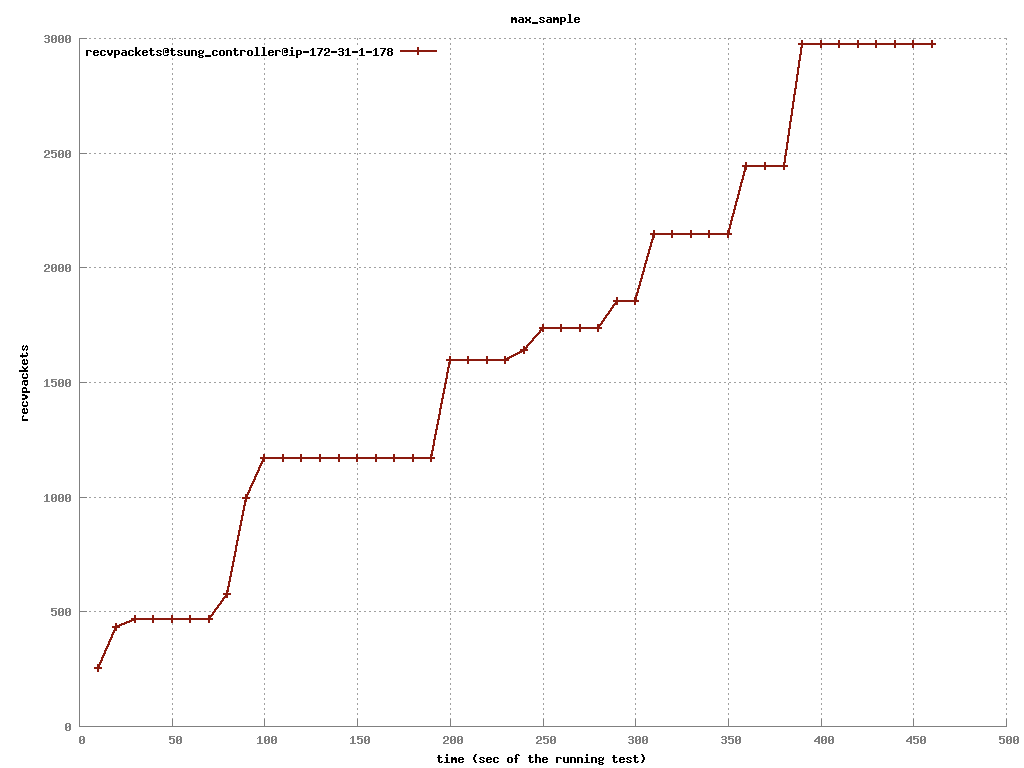 max_sample
recvpackets@tsung_controller@ip-172-31-1-178
3000
2500
2000
1500
1000
500
0
recvpackets
0 50 100 150 200 250 300 350 400 450 500
time (sec of the running test)